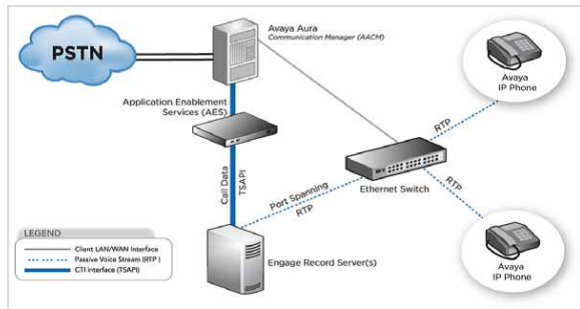 PSTN
Avaya Aura
Communication Manager (AACM)
Avaya
IP Phone
Application Enablement
Services (AES)
RTP
Call Data
TSAPI
Port Spanning
RTP
Ethernet Switch
RTP
LEGEND
Client LAN/WAN Interface
Passive Voice Stream (RTP )
CTI interface (TSAPI)
Engage Record Server(s)
Avaya
IP Phone